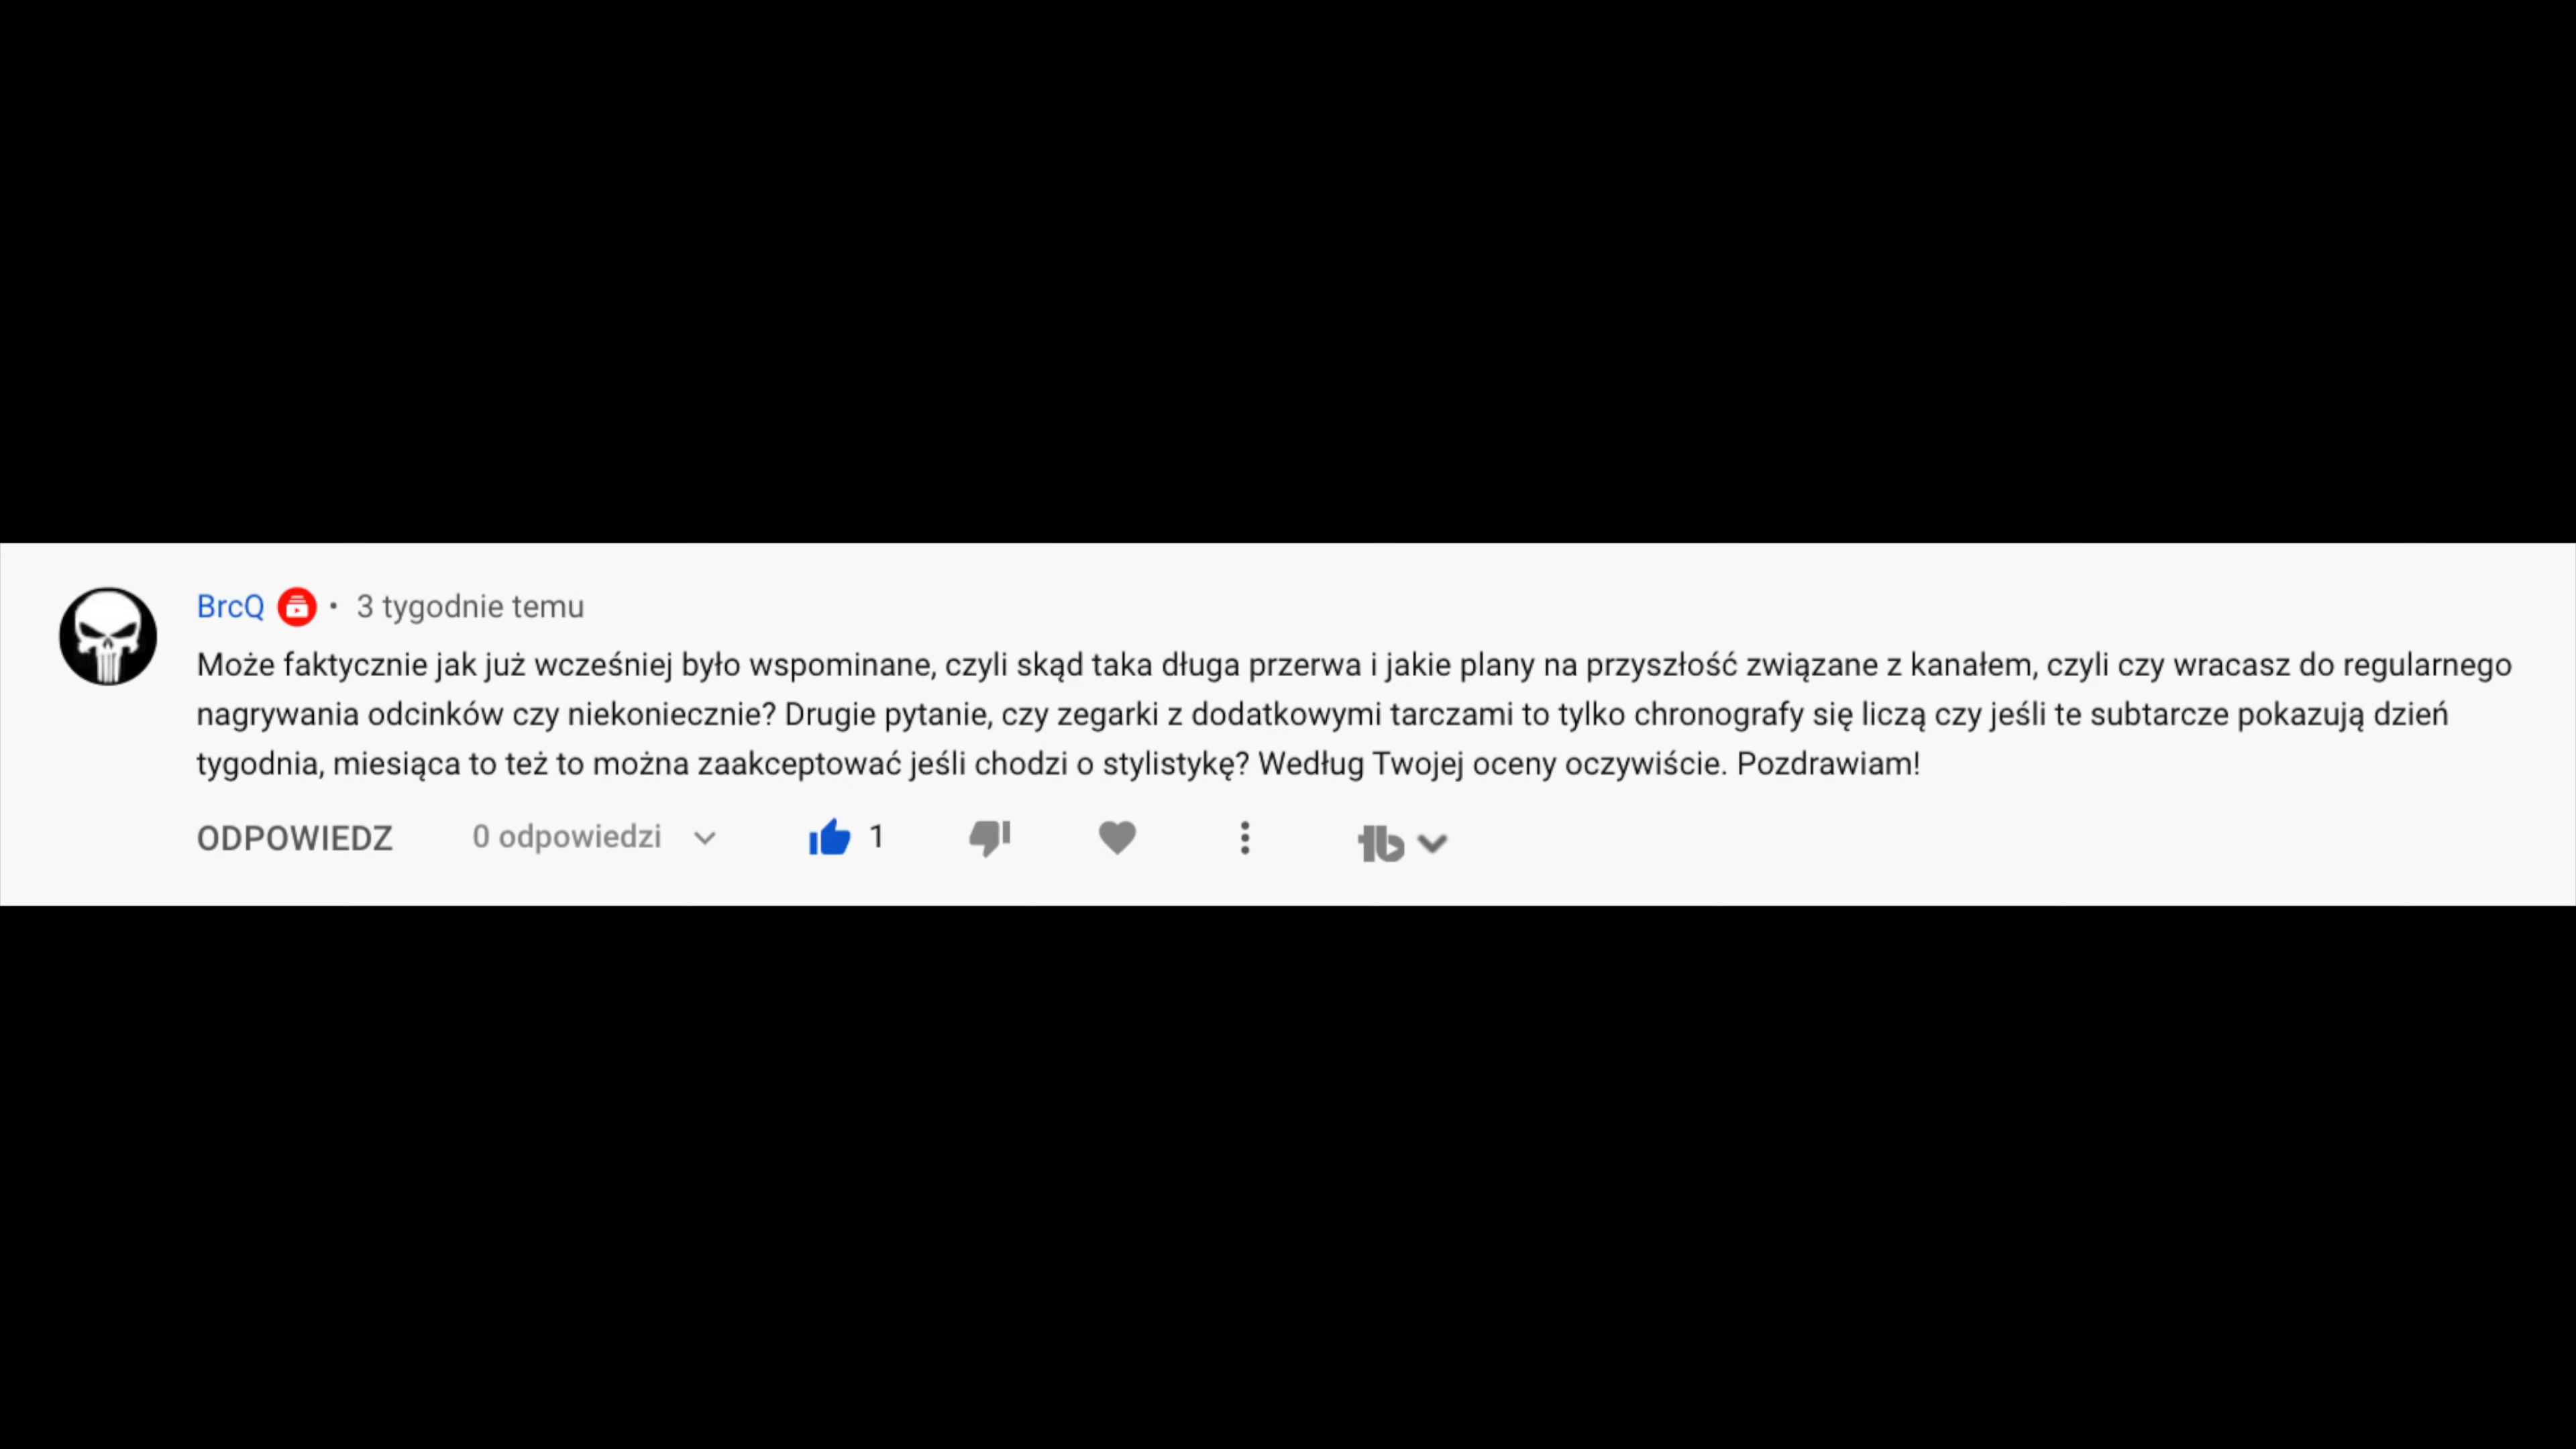 BrcQ • 3 tygodnie temu
Może faktycznie jak już wcześniej było wspominane, czyli skąd taka długa przerwa i jakie plany na przyszłość związane z kanałem, czyli czy wracasz do regularnego
nagrywania odcinków czy niekoniecznie? Drugie pytanie, czy zegarki z dodatkowymi tarczami to tylko chronografy się liczą czy jeśli te subtarcze pokazują dzień
tygodnia, miesiąca to też to można zaakceptować jeśli chodzi o stylistykę? Według Twojej oceny oczywiście. Pozdrawiam!
ODPOWIEDZ 0 odpowiedzi 1 tb